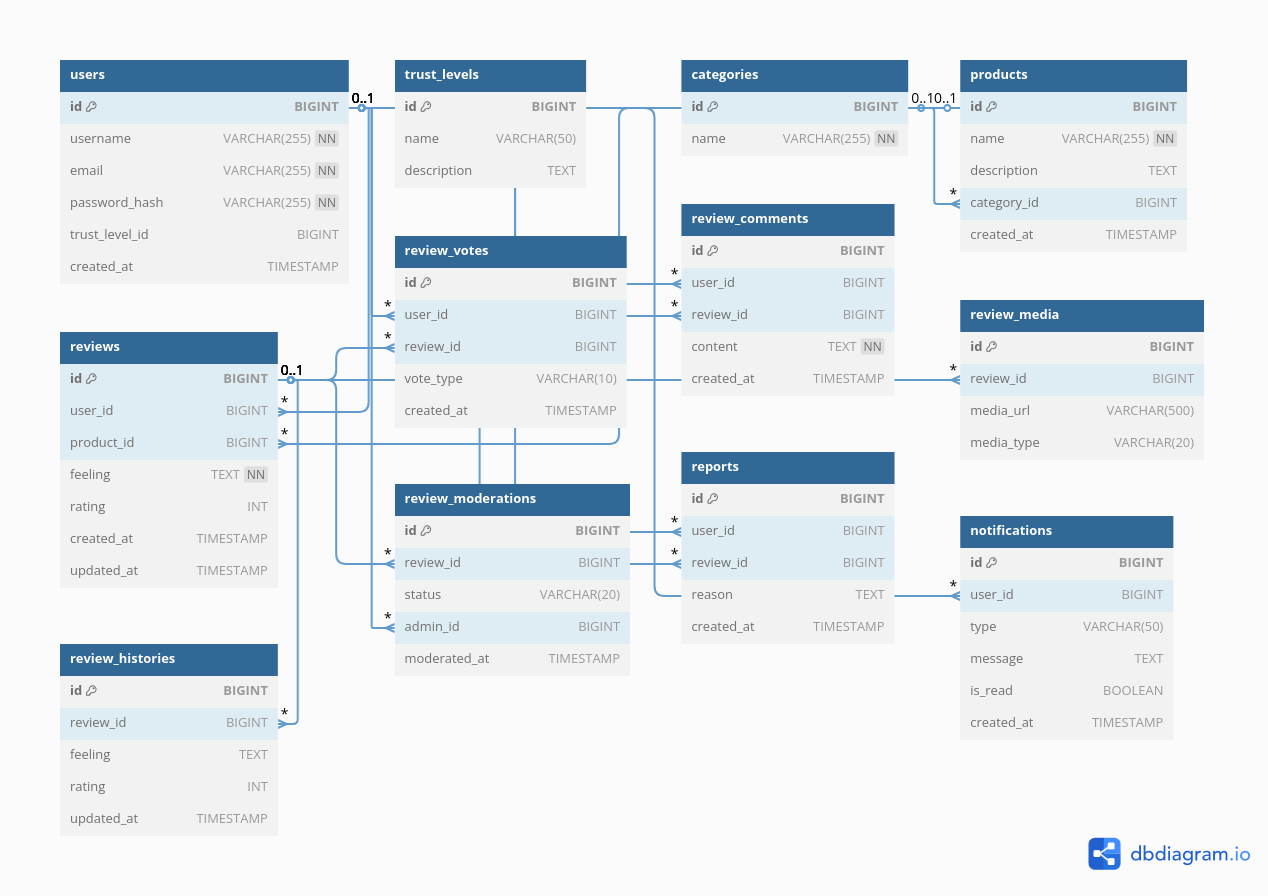 users
id BIGINT
username VARCHAR(255) NN
email VARCHAR(255) NN
password_hash VARCHAR(255) NN
trust_level_id BIGINT
created_at TIMESTAMP
0..1
trust_levels
id BIGINT
name VARCHAR(50)
description TEXT
categories
id BIGINT
name VARCHAR(255) NN
0..1
0..1
products
id BIGINT
name VARCHAR(255) NN
description TEXT
* category_id BIGINT
created_at TIMESTAMP
review_votes
id BIGINT
* user_id BIGINT
* review_id BIGINT
vote_type VARCHAR(10)
created_at TIMESTAMP
review_comments
id BIGINT
* user_id BIGINT
* review_id BIGINT
content TEXT NN
created_at TIMESTAMP
review_media
id BIGINT
* review_id BIGINT
media_url VARCHAR(500)
media_type VARCHAR(20)
reviews
id BIGINT 0..1
user_id BIGINT *
product_id BIGINT *
feeling TEXT NN
rating INT
created_at TIMESTAMP
updated_at TIMESTAMP
review_moderations
id BIGINT
* review_id BIGINT
status VARCHAR(20)
* admin_id BIGINT
moderated_at TIMESTAMP
reports
id BIGINT
* user_id BIGINT
* review_id BIGINT
reason TEXT
created_at TIMESTAMP
notifications
id BIGINT
* user_id BIGINT
type VARCHAR(50)
message TEXT
is_read BOOLEAN
created_at TIMESTAMP
review_histories
id BIGINT
review_id BIGINT *
feeling TEXT
rating INT
updated_at TIMESTAMP
dbdiagram.io